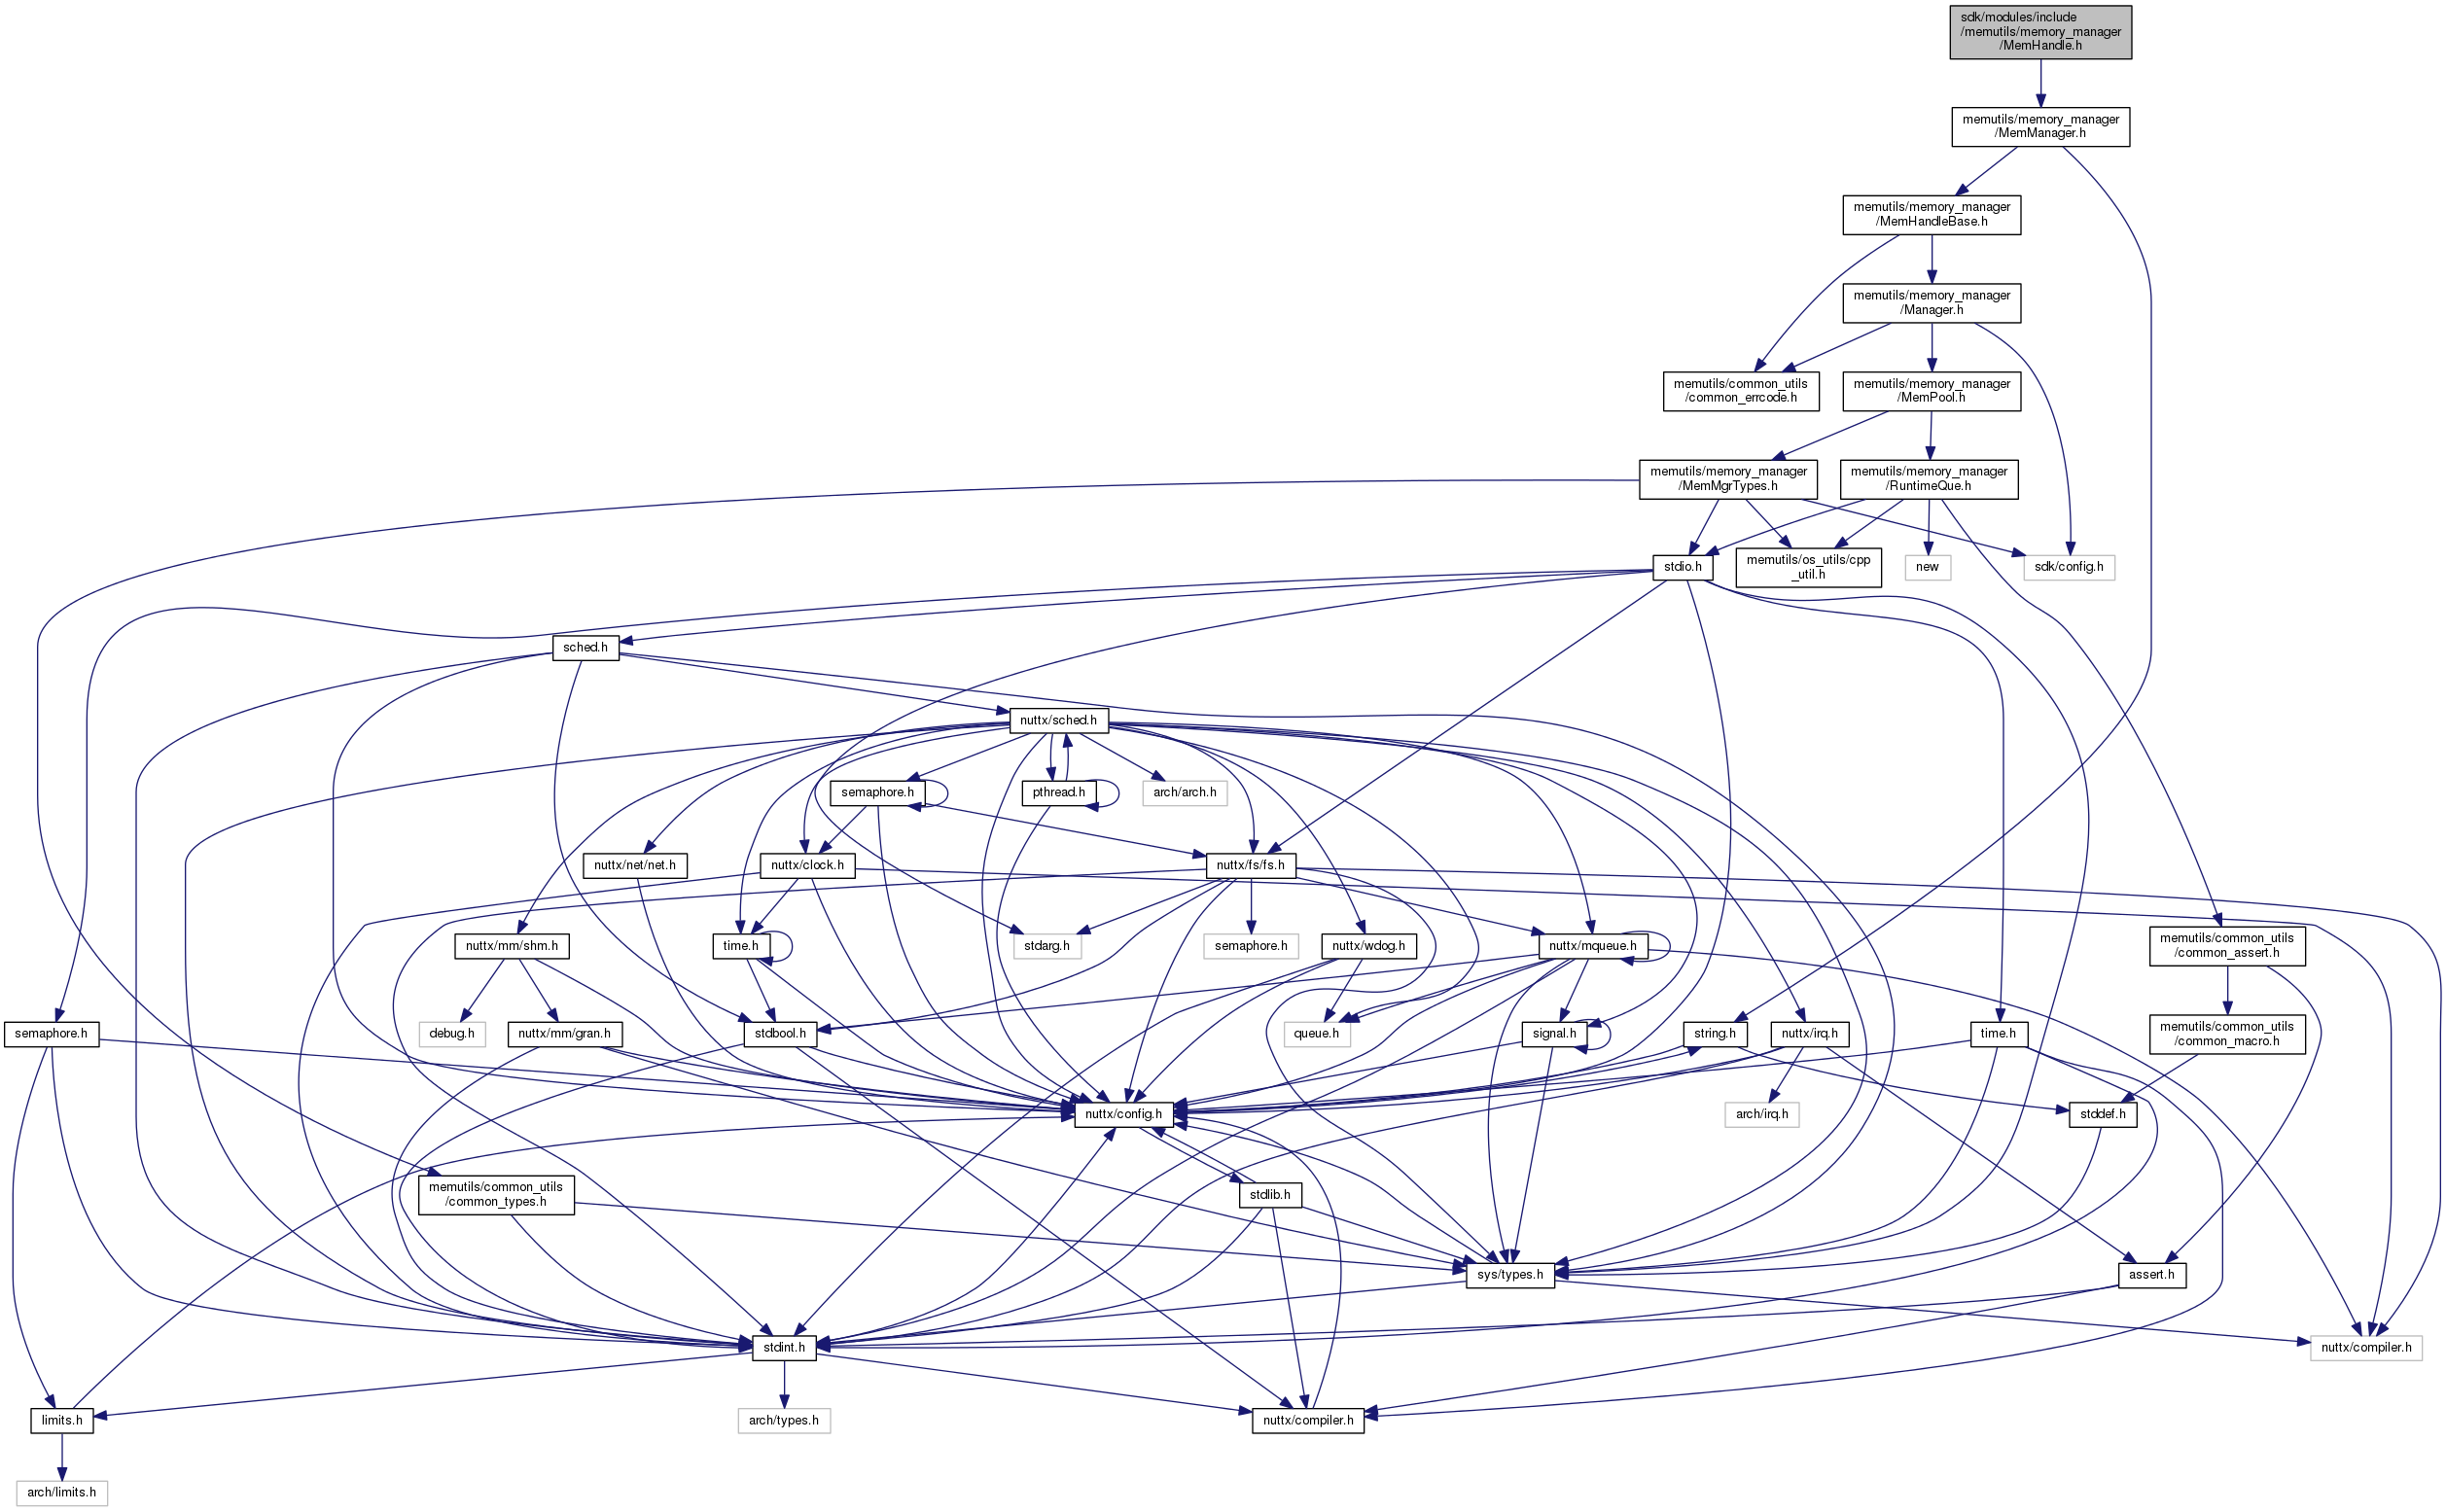 sdk/modules/include
/memutils/memory_manager
/MemHandle.h
memutils/memory_manager
/MemManager.h
memutils/memory_manager
/MemHandleBase.h
memutils/memory_manager
/Manager.h
memutils/common_utils
/common_errcode.h
memutils/memory_manager
/MemPool.h
memutils/memory_manager
/MemMgrTypes.h
memutils/memory_manager
/RuntimeQue.h
stdio.h
memutils/os_utils/cpp
_util.h
new
sdk/config.h
sched.h
nuttx/sched.h
semaphore.h
pthread.h
arch/arch.h
nuttx/net/net.h
nuttx/clock.h
nuttx/fs/fs.h
nuttx/mm/shm.h
time.h
stdarg.h
semaphore.h
nuttx/wdog.h
nuttx/mqueue.h
memutils/common_utils
/common_assert.h
semaphore.h
debug.h
nuttx/mm/gran.h
stdbool.h
queue.h
signal.h
string.h
nuttx/irq.h
time.h
memutils/common_utils
/common_macro.h
nuttx/config.h
arch/irq.h
stddef.h
memutils/common_utils
/common_types.h
stdlib.h
sys/types.h
assert.h
stdint.h
nuttx/compiler.h
limits.h
arch/types.h
nuttx/compiler.h
arch/limits.h